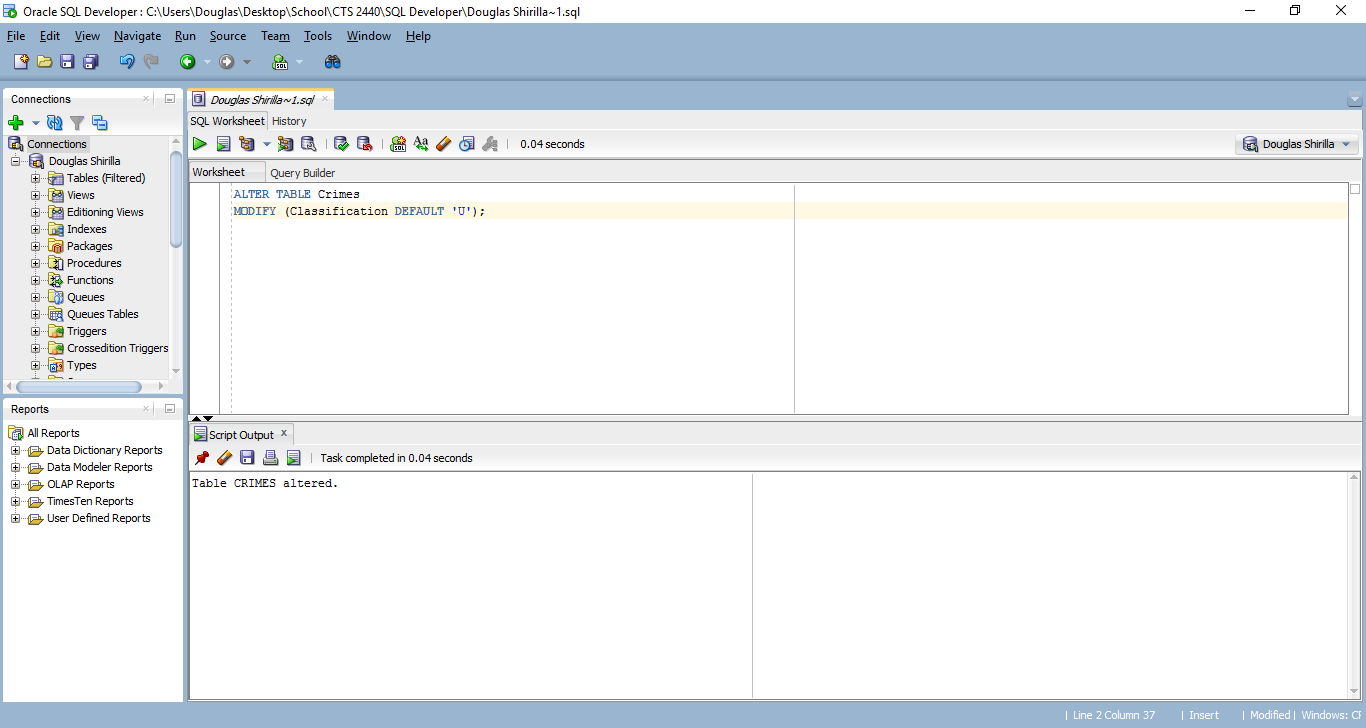 Oracle SQL Developer : C:\Users\Douglas\Desktop\School\CTS 2440\SQL Developer\Douglas Shirilla~1.sql
File Edit View Navigate Run Source Team Tools Window Help
Connections
Connections
Douglas Shirilla
Tables (Filtered)
Views
Editioning Views
Indexes
Packages
Procedures
Functions
Queues
Queues Tables
Triggers
Crossedition Triggers
Types
Reports
All Reports
Data Dictionary Reports
Data Modeler Reports
OLAP Reports
TimesTen Reports
User Defined Reports
Douglas Shirilla~1.sql
SQL Worksheet History
0.04 seconds
Douglas Shirilla
Worksheet Query Builder
ALTER TABLE Crimes
MODIFY (Classification DEFAULT 'U');
Script Output
Task completed in 0.04 seconds
Table CRIMES altered.
Line 2 Column 37 | Insert | Modified | Windows: